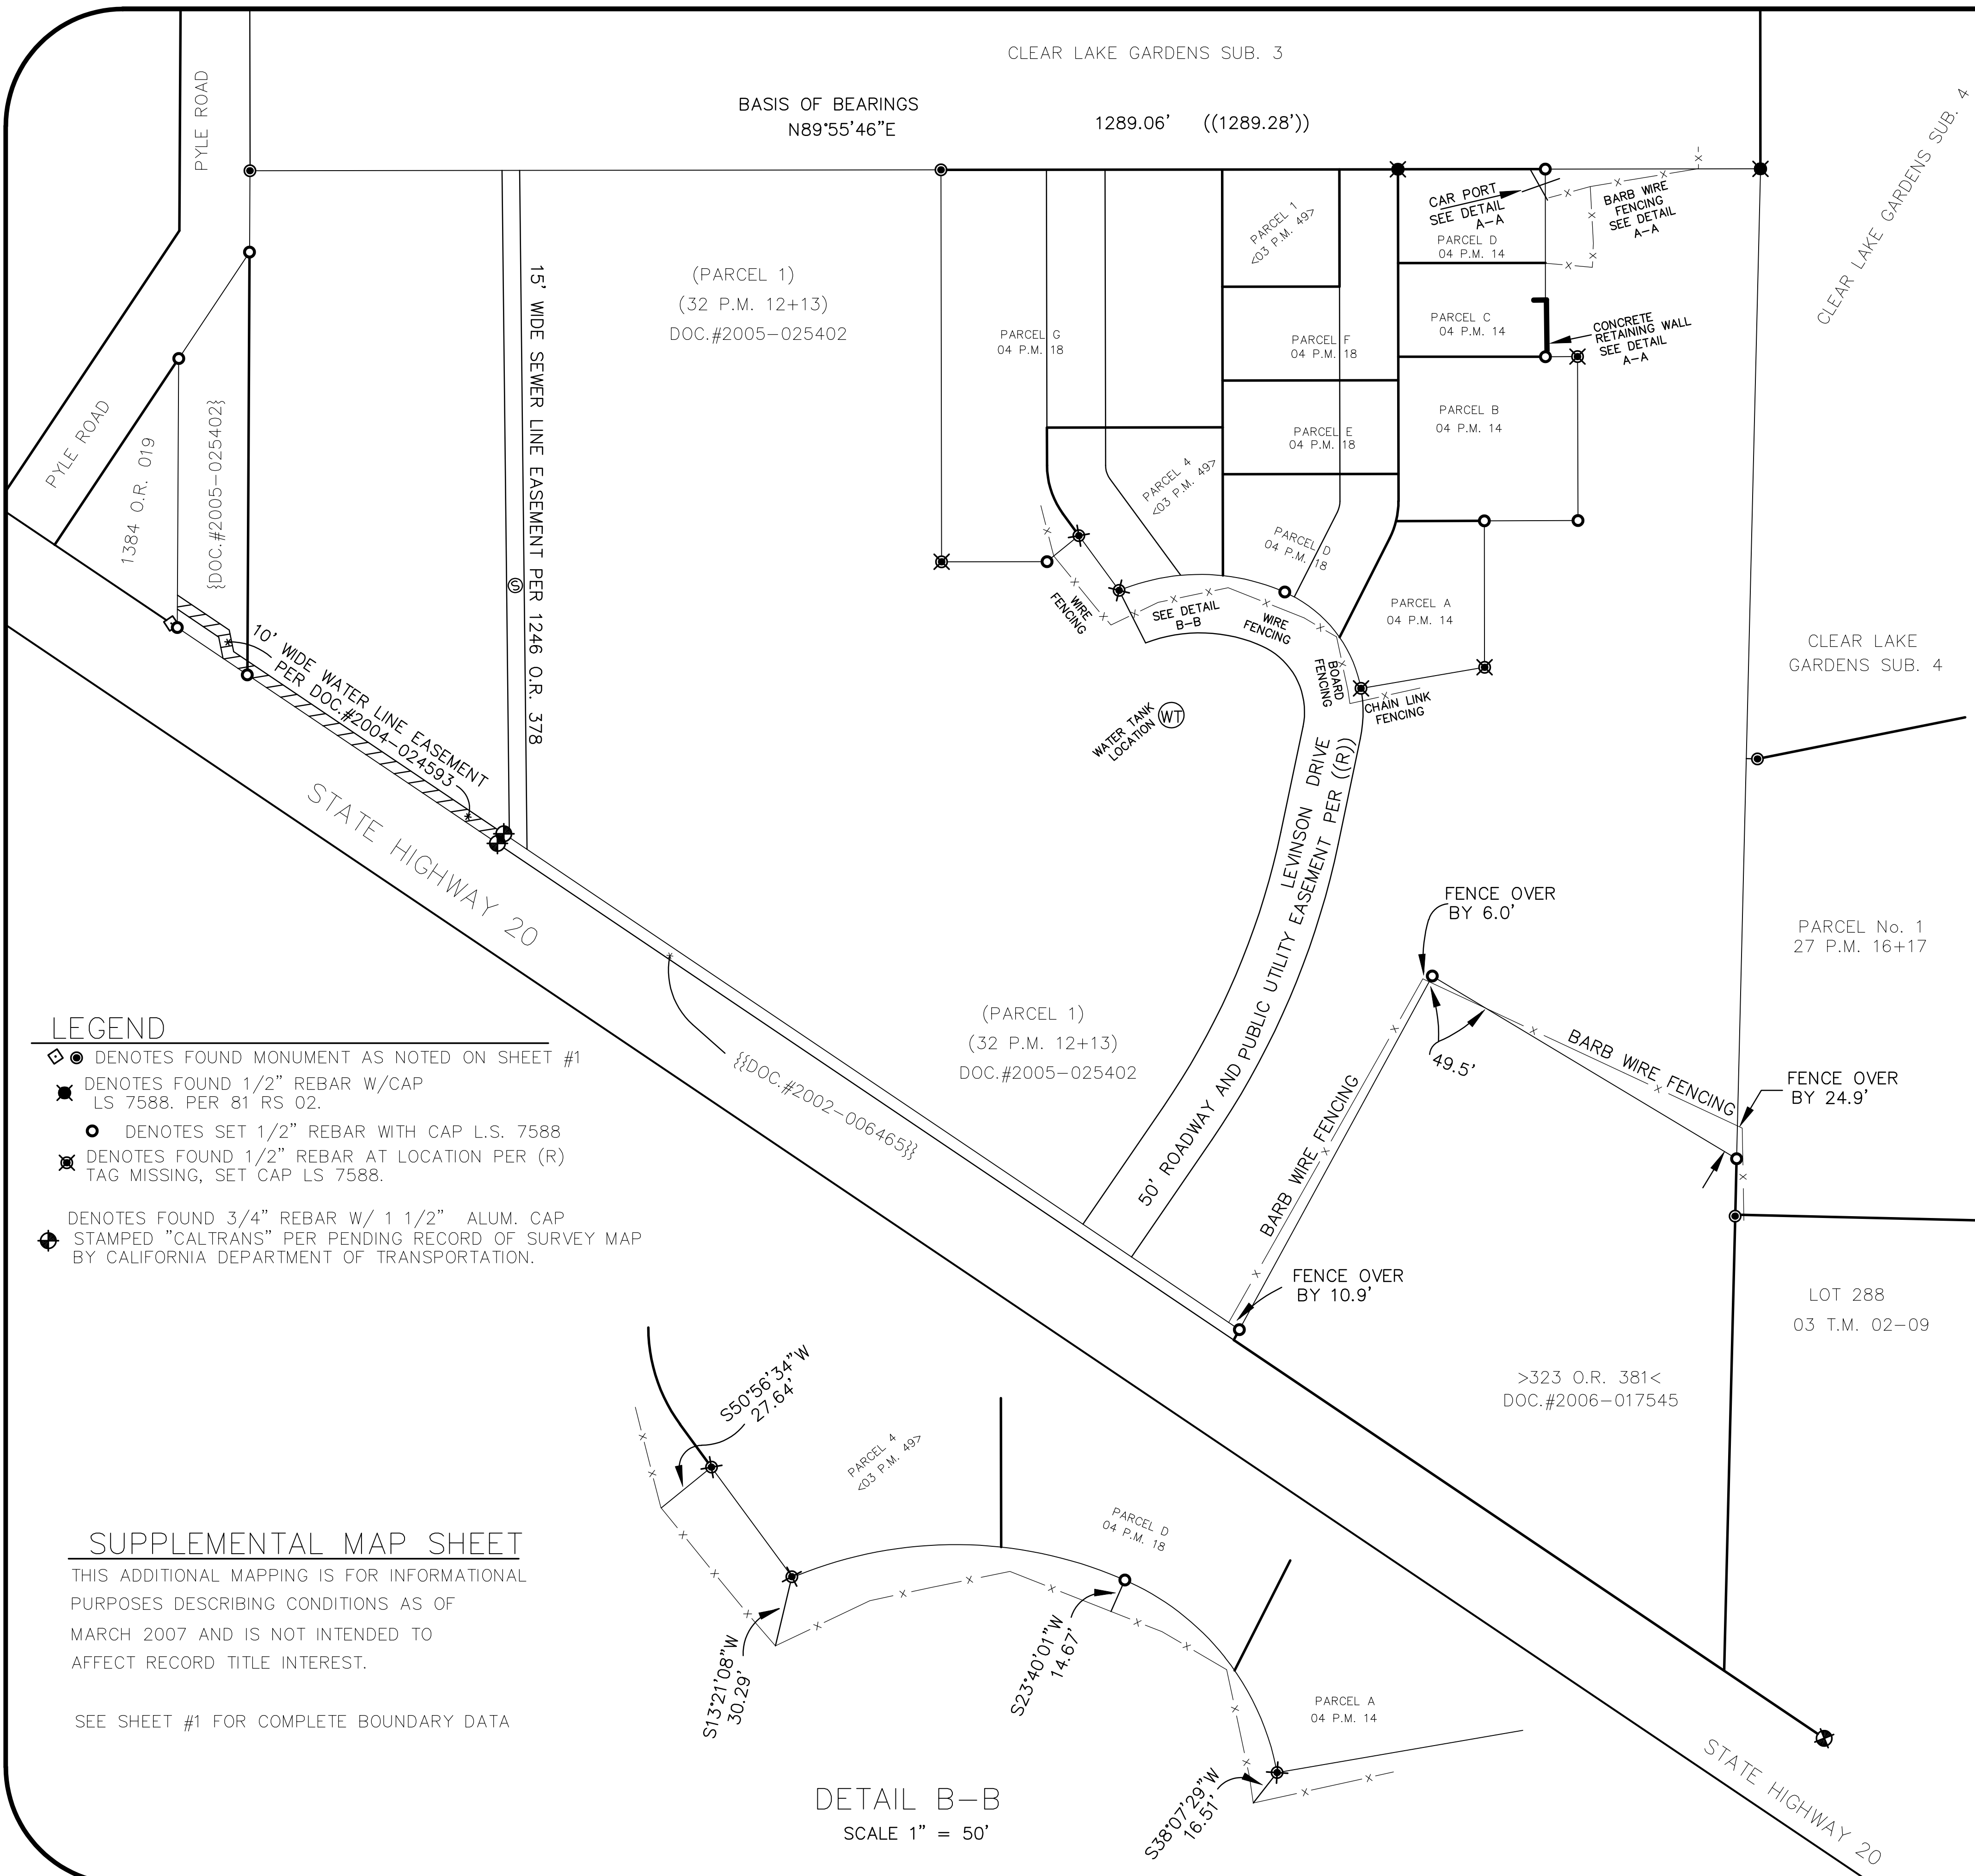 CLEAR LAKE GARDENS SUB. 3
BASIS OF BEARINGS
N89°55'46"E
1289.06' ((1289.28'))
PYLE ROAD
PYLE ROAD
CLEAR LAKE GARDENS SUB. 4
CAR PORT
SEE DETAIL
A-A
BARB WIRE
FENCING
SEE DETAIL
A-A
PARCEL 1
<03 P.M. 49>
PARCEL D
04 P.M. 14
15' WIDE SEWER LINE EASEMENT PER 1246 O.R. 378
(PARCEL 1)
(32 P.M. 12+13)
DOC.#2005-025402
PARCEL G
04 P.M. 18
PARCEL F
04 P.M. 18
PARCEL C
04 P.M. 14
CONCRETE
RETAINING WALL
SEE DETAIL
A-A
PARCEL E
04 P.M. 18
PARCEL B
04 P.M. 14
1384 O.R. 019
{DOC.#2005-025402}
PARCEL 4
<03 P.M. 49>
PARCEL D
04 P.M. 18
WIRE
FENCING
SEE DETAIL
B-B
WIRE
FENCING
PARCEL A
04 P.M. 14
BOARD
FENCING
CHAIN LINK
FENCING
S
CLEAR LAKE
GARDENS SUB. 4
10' WIDE WATER LINE EASEMENT
PER DOC.#2004-024593
WATER TANK
LOCATION
WT
STATE HIGHWAY 20
LEVINSON DRIVE
50' ROADWAY AND PUBLIC UTILITY EASEMENT PER ((R))
FENCE OVER
BY 6.0'
PARCEL No. 1
27 P.M. 16+17
(PARCEL 1)
(32 P.M. 12+13)
DOC.#2005-025402
{{DOC.#2002-006465}}
49.5'
BARB WIRE FENCING
FENCE OVER
BY 24.9'
BARB WIRE FENCING
FENCE OVER
BY 10.9'
LOT 288
03 T.M. 02-09
>323 O.R. 381<
DOC.#2006-017545
STATE HIGHWAY 20
LEGEND
DENOTES FOUND MONUMENT AS NOTED ON SHEET #1
DENOTES FOUND 1/2" REBAR W/CAP
LS 7588. PER 81 RS 02.
DENOTES SET 1/2" REBAR WITH CAP L.S. 7588
DENOTES FOUND 1/2" REBAR AT LOCATION PER (R)
TAG MISSING, SET CAP LS 7588.
DENOTES FOUND 3/4" REBAR W/ 1 1/2" ALUM. CAP
STAMPED "CALTRANS" PER PENDING RECORD OF SURVEY MAP
BY CALIFORNIA DEPARTMENT OF TRANSPORTATION.
SUPPLEMENTAL MAP SHEET
THIS ADDITIONAL MAPPING IS FOR INFORMATIONAL
PURPOSES DESCRIBING CONDITIONS AS OF
MARCH 2007 AND IS NOT INTENDED TO
AFFECT RECORD TITLE INTEREST.
SEE SHEET #1 FOR COMPLETE BOUNDARY DATA
S50°56'34"W
27.64'
PARCEL 4
<03 P.M. 49>
PARCEL D
04 P.M. 18
S13°21'08"W
30.29'
S23°40'01"W
14.67'
PARCEL A
04 P.M. 14
S38°07'29"W
16.51'
DETAIL B-B
SCALE 1" = 50'